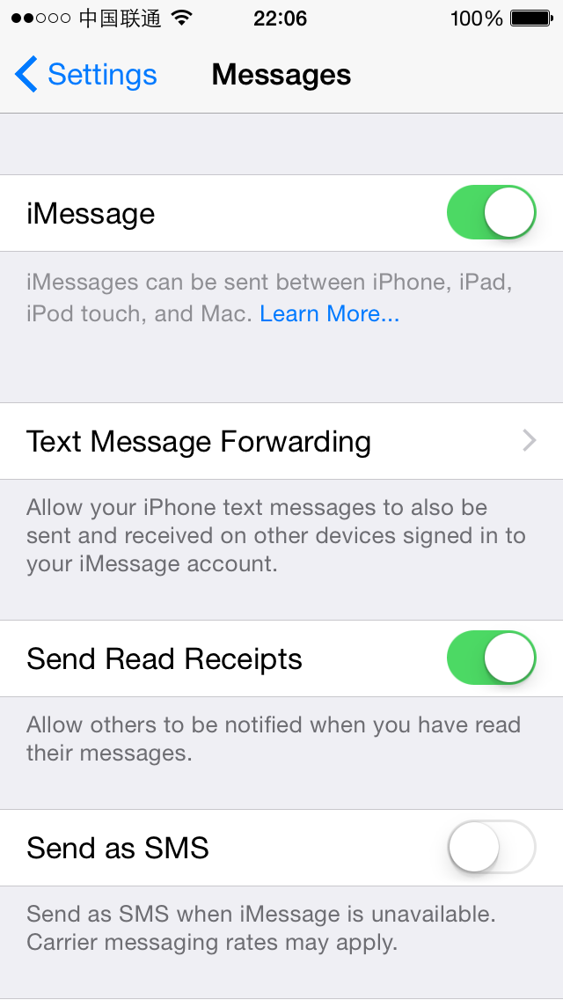 中国联通 22:06 100%
Settings Messages
iMessage
iMessages can be sent between iPhone, iPad,
iPod touch, and Mac. Learn More...
Text Message Forwarding
Allow your iPhone text messages to also be
sent and received on other devices signed in to
your iMessage account.
Send Read Receipts
Allow others to be notified when you have read
their messages.
Send as SMS
Send as SMS when iMessage is unavailable.
Carrier messaging rates may apply.